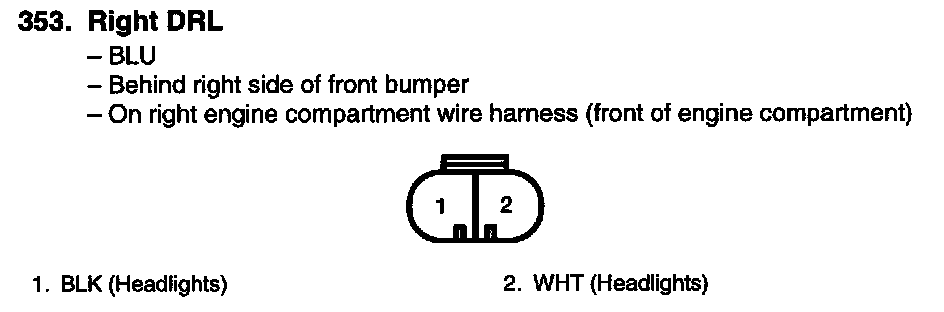 353. Right DRL
– BLU
– Behind right side of front bumper
– On right engine compartment wire harness (front of engine compartment)
1 2
1. BLK (Headlights) 2. WHT (Headlights)